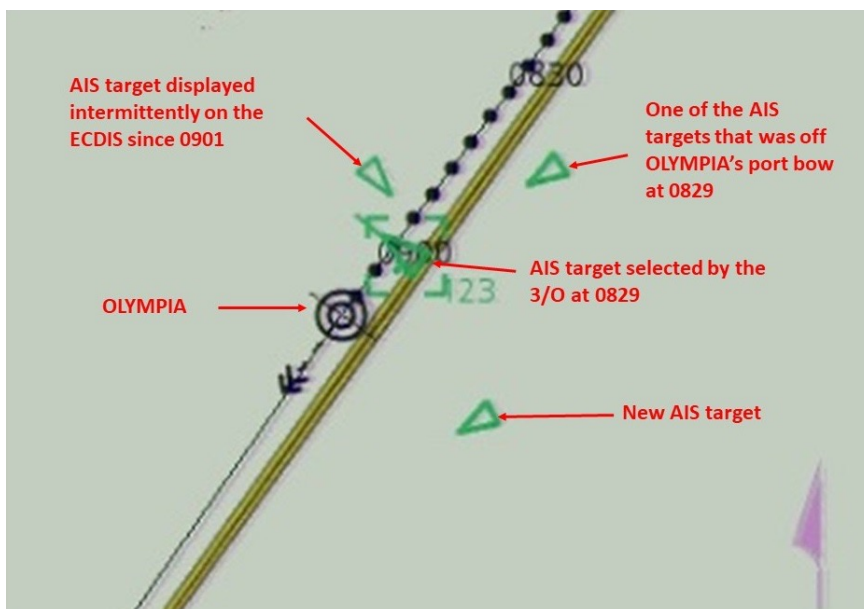 AIS target displayed
intermittently on the
ECDIS since 0901
0830
One of the AIS
targets that was off
OLYMPIA's port bow
at 0829
0900
AIS target selected by the
3/O at 0829
123
OLYMPIA
New AIS target